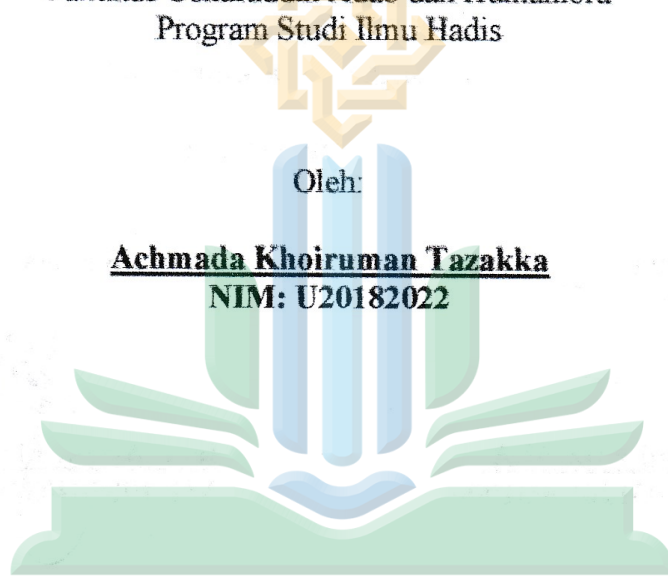 Program Studi Ilmu Hadis
Oleh:
Achmada Khoiruman Tazakka
NIM: U20182022